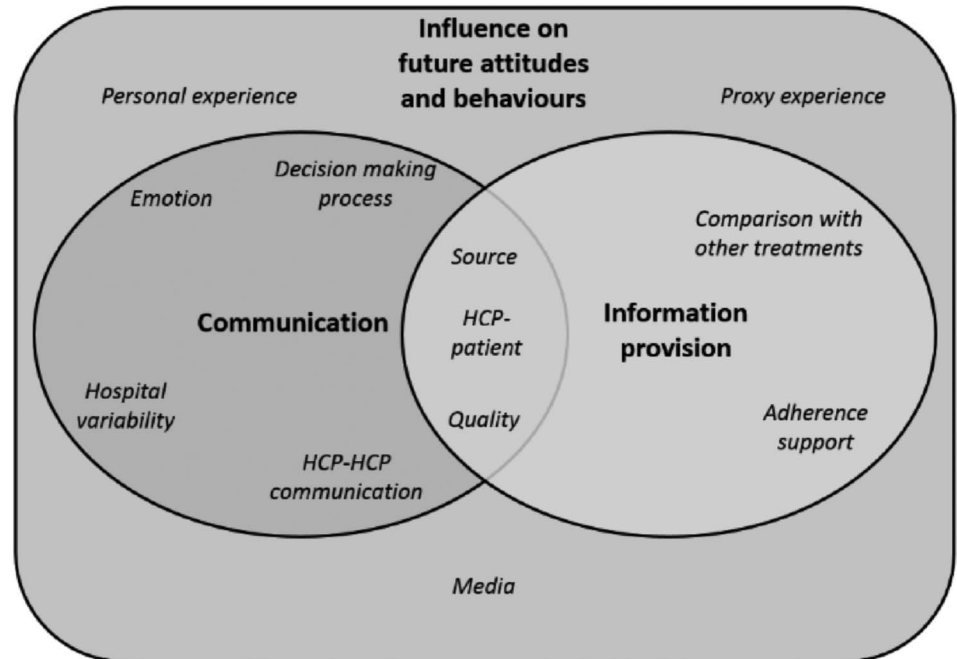 Influence on
future attitudes
and behaviours
Personal experience
Proxy experience
Emotion
Decision making
process
Comparison with
other treatments
Source
Communication
HCP-
patient
Information
provision
Hospital
variability
Quality
Adherence
support
HCP-HCP
communication
Media